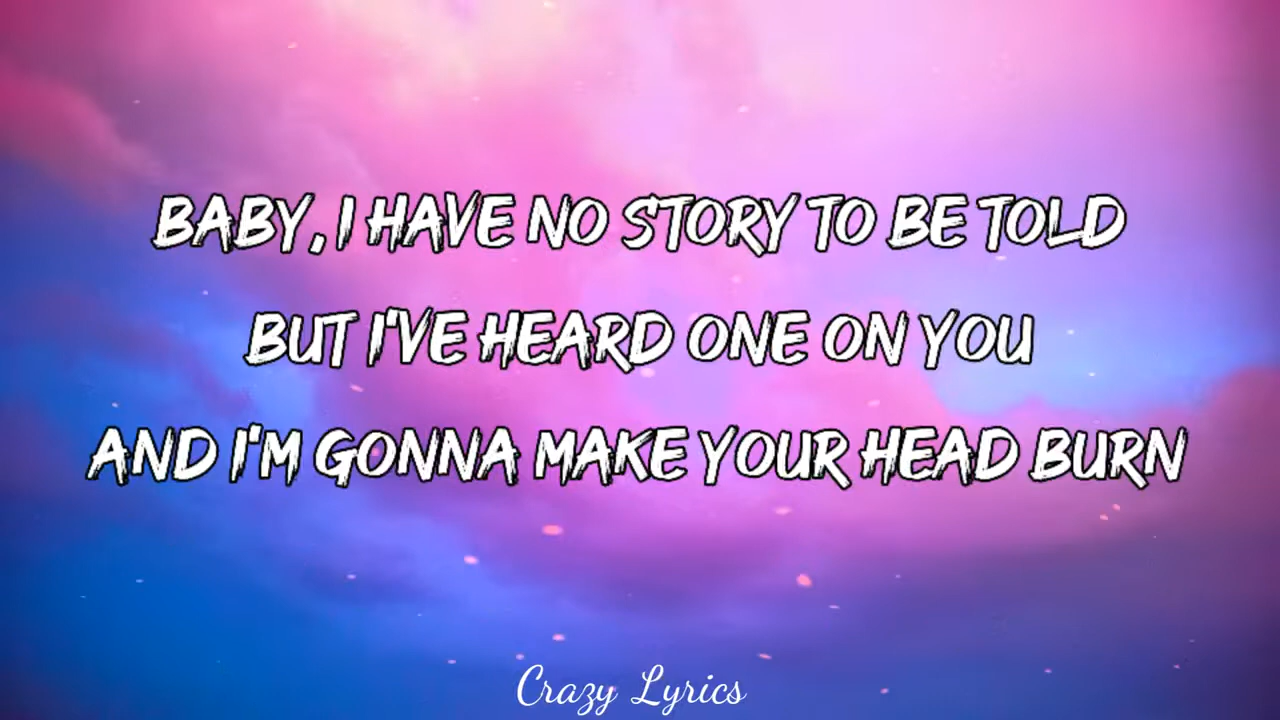 BABY, I HAVE NO STORY TO BE TOLD
BUT I'VE HEARD ONE ON YOU
AND I'M GONNA MAKE YOUR HEAD BURN
Crazy Lyrics